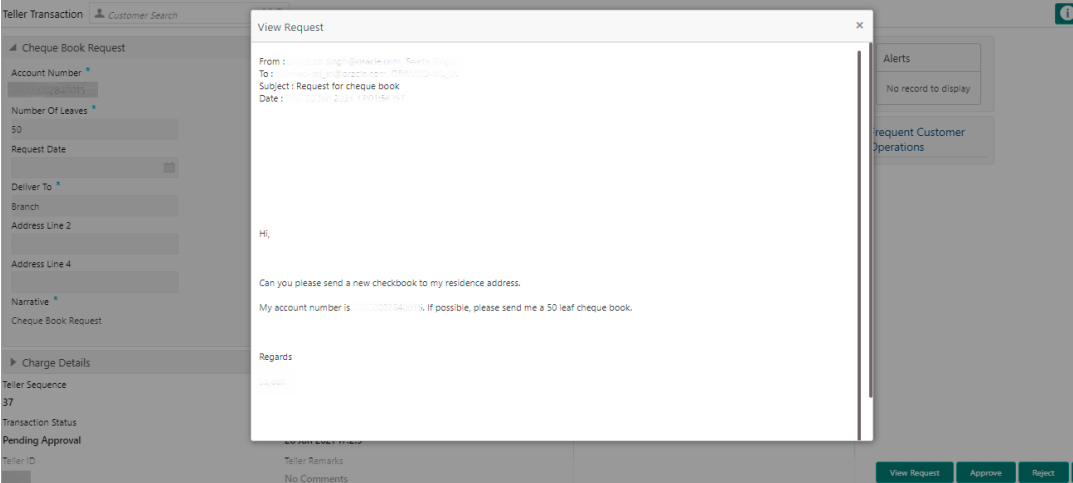 Teller Transaction
Customer Search
View Request
×
Cheque Book Request
Account Number *
Number Of Leaves *
50
Request Date
Deliver To *
Branch
Address Line 2
Address Line 4
Narrative *
Cheque Book Request
Charge Details
Teller Sequence
37
Transaction Status
Pending Approval
Teller ID
From :
To :
Subject : Request for cheque book
Date :
Hi,
Can you please send a new checkbook to my residence address.
My account number is . If possible, please send me a 50 leaf cheque book.
Regards
Teller Remarks
No Comments
Alerts
No record to display
Frequent Customer
Operations
View Request
Approve
Reject